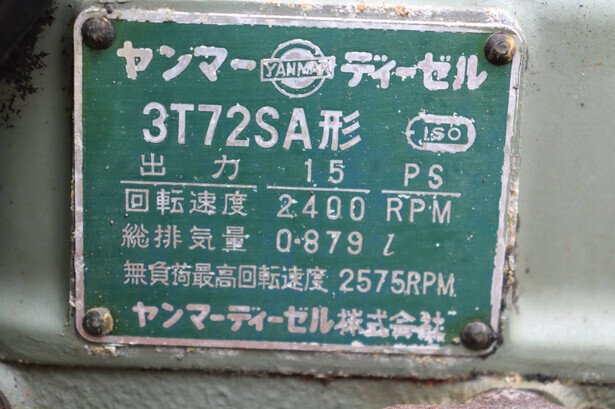 ヤンマー YANMAR ディーゼル
3T72SA形 ISO
出力 15 PS
回転速度 2400 RPM
総排気量 0.879 l
無負荷最高回転速度 2575RPM
ヤンマーディーゼル株式会社